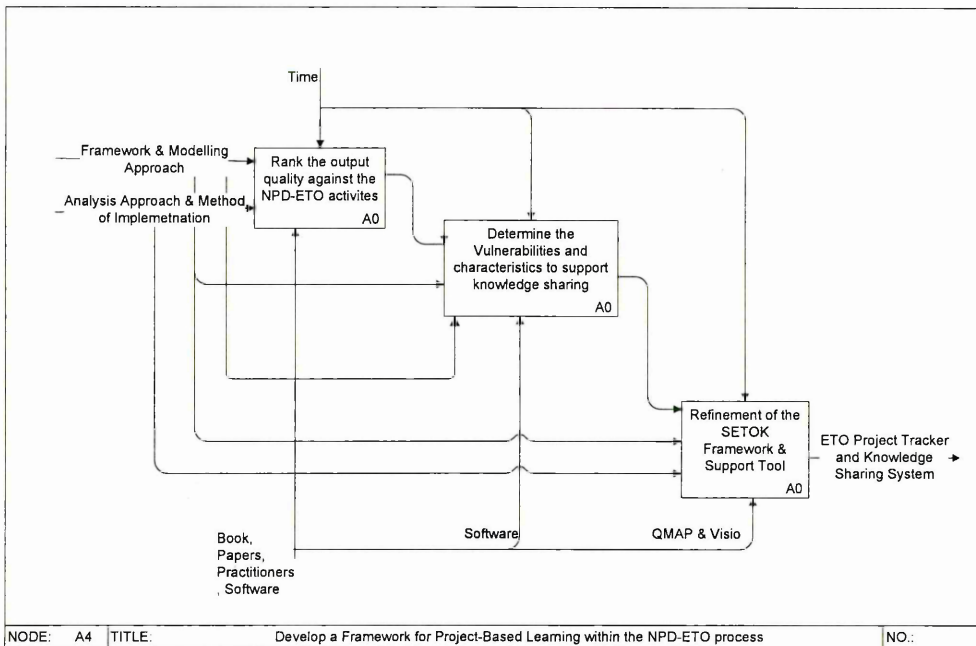 Time
Framework & Modelling
Approach
Analysis Approach & Method
of Implemetnation
Rank the output
quality against the
NPD-ETO activites
A0
Determine the
Vulnerabilities and
characteristics to support
knowledge sharing
A0
Refinement of the
SETOK
Framework &
Support Tool
A0
ETO Project Tracker
and Knowledge
Sharing System
Book,
Papers,
Practitioners
, Software
Software
QMAP & Visio
NODE: A4 TITLE: Develop a Framework for Project-Based Learning within the NPD-ETO process NO.: